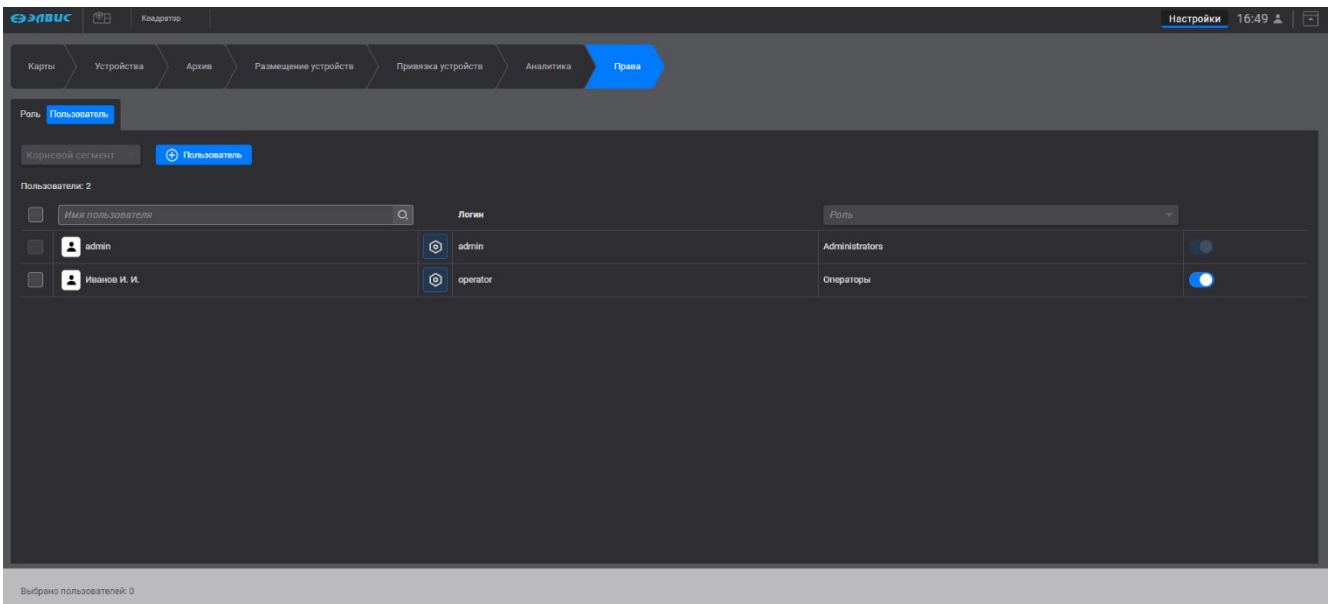 элвис Квадратор Настройки 16:49
Карты Устройства Архив Размещение устройств Привязка устройств Аналитика Права
Роль Пользователь
Корневой сегмент Пользователь
Пользователи: 2
Имя пользователя Логин Роль
admin admin Administrators
Иванов И. И. operator Операторы
Выбрано пользователей: 0